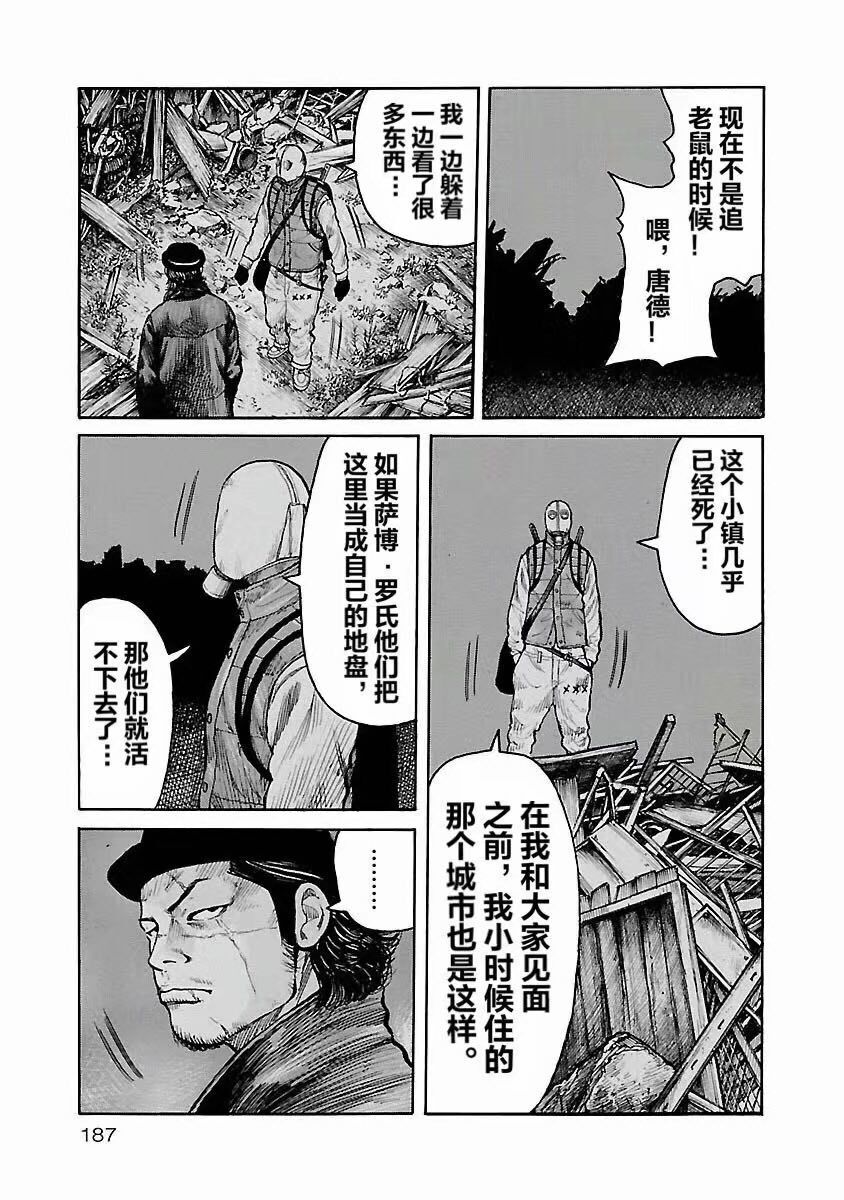 现在不是追
老鼠的时候！
喂，唐德！
我一边躲着
一边看了很
多东西…
这个小镇几乎
已经死了…
在我和大家见面
之前，我小时候住的
那个城市也是这样。
如果萨博·罗氏他们把
这里当成自己的地盘，
那他们就活
不下去了…
……
187